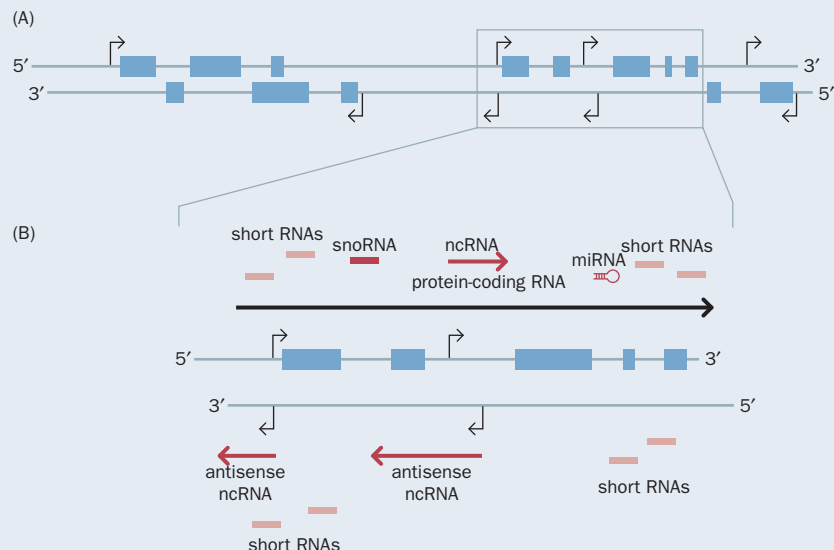 (A)
5′
3′
3′
5′
(B)
short RNAs
snoRNA
ncRNA
miRNA
short RNAs
protein-coding RNA
5′
3′
3′
5′
antisense
ncRNA
antisense
ncRNA
short RNAs
short RNAs